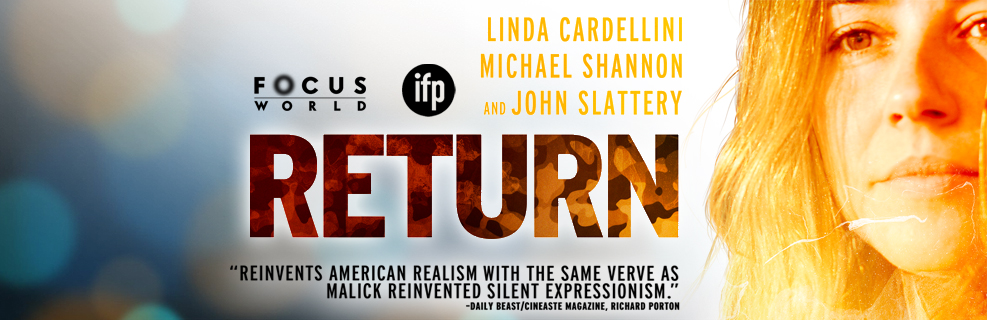 LINDA CARDELLINI
MICHAEL SHANNON
AND JOHN SLATTERY
FOCUS
WORLD
ifp
RETURN
“REINVENTS AMERICAN REALISM WITH THE SAME VERVE AS
MALICK REINVENTED SILENT EXPRESSIONISM.”
-DAILY BEAST/CINEASTE MAGAZINE, RICHARD PORTON